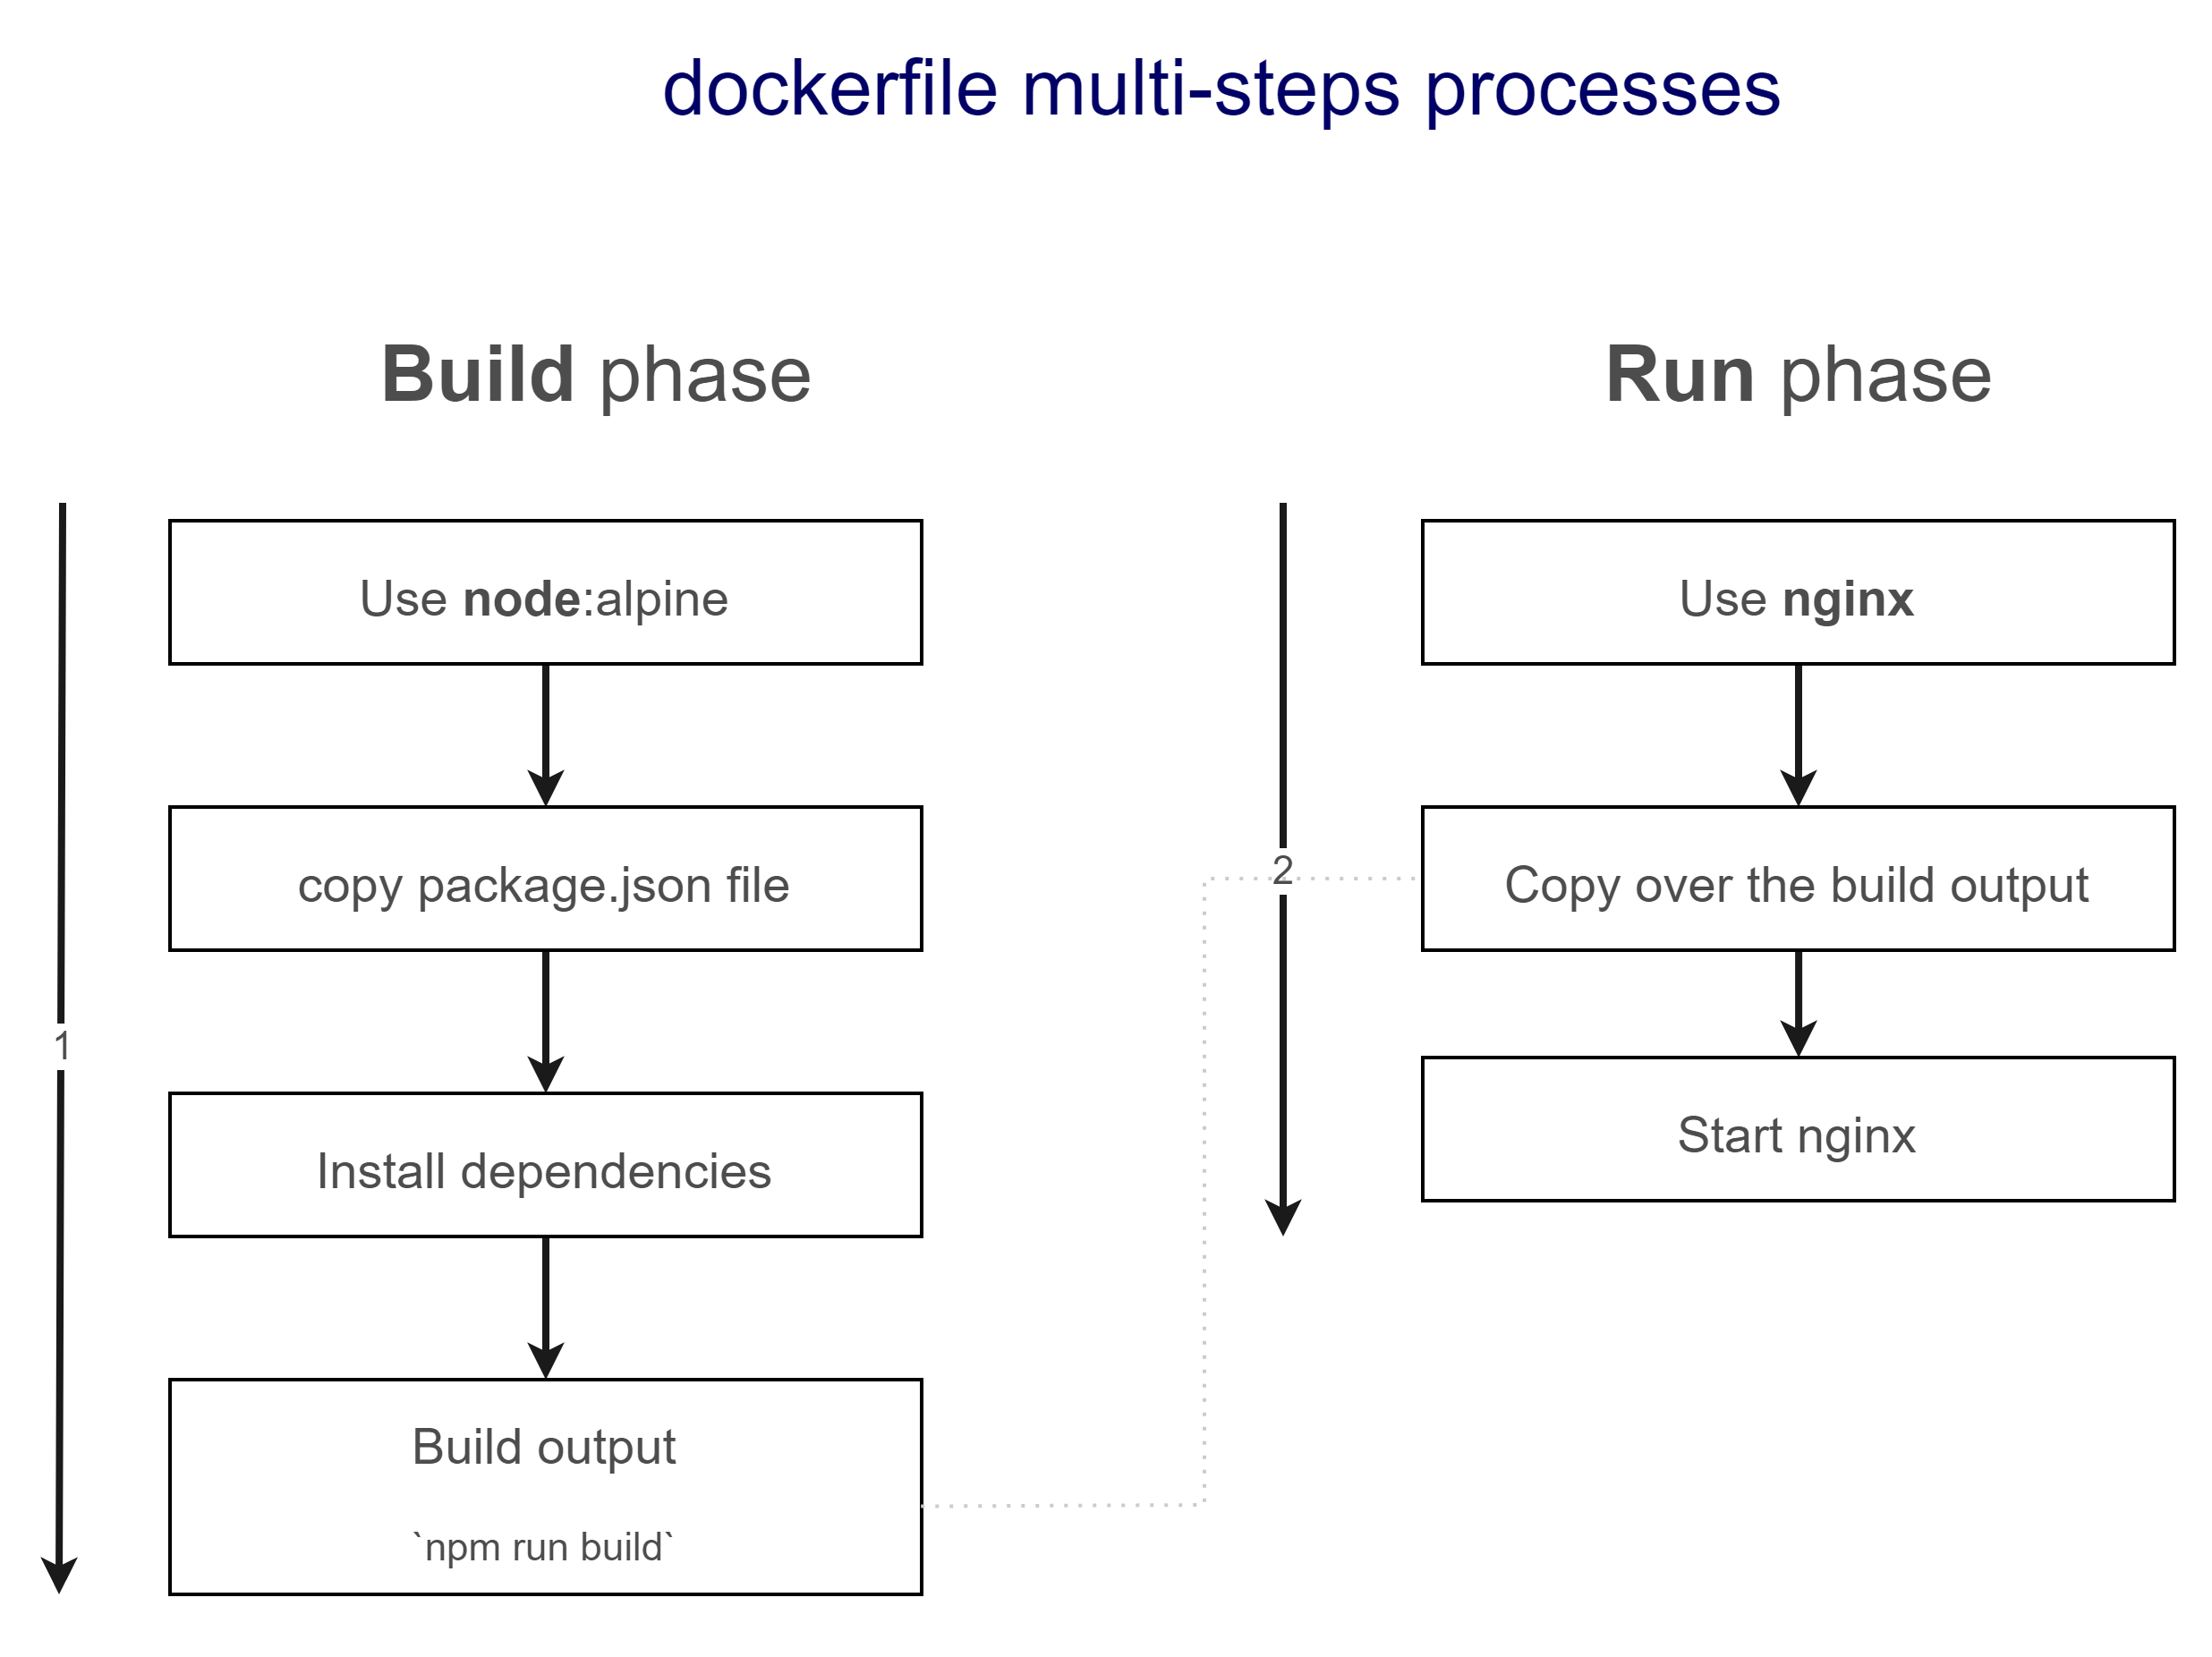 dockerfile multi-steps processes
Build phase
Run phase
Use node:alpine
copy package.json file
Install dependencies
Build output
`npm run build`
1
Use nginx
Copy over the build output
Start nginx
2